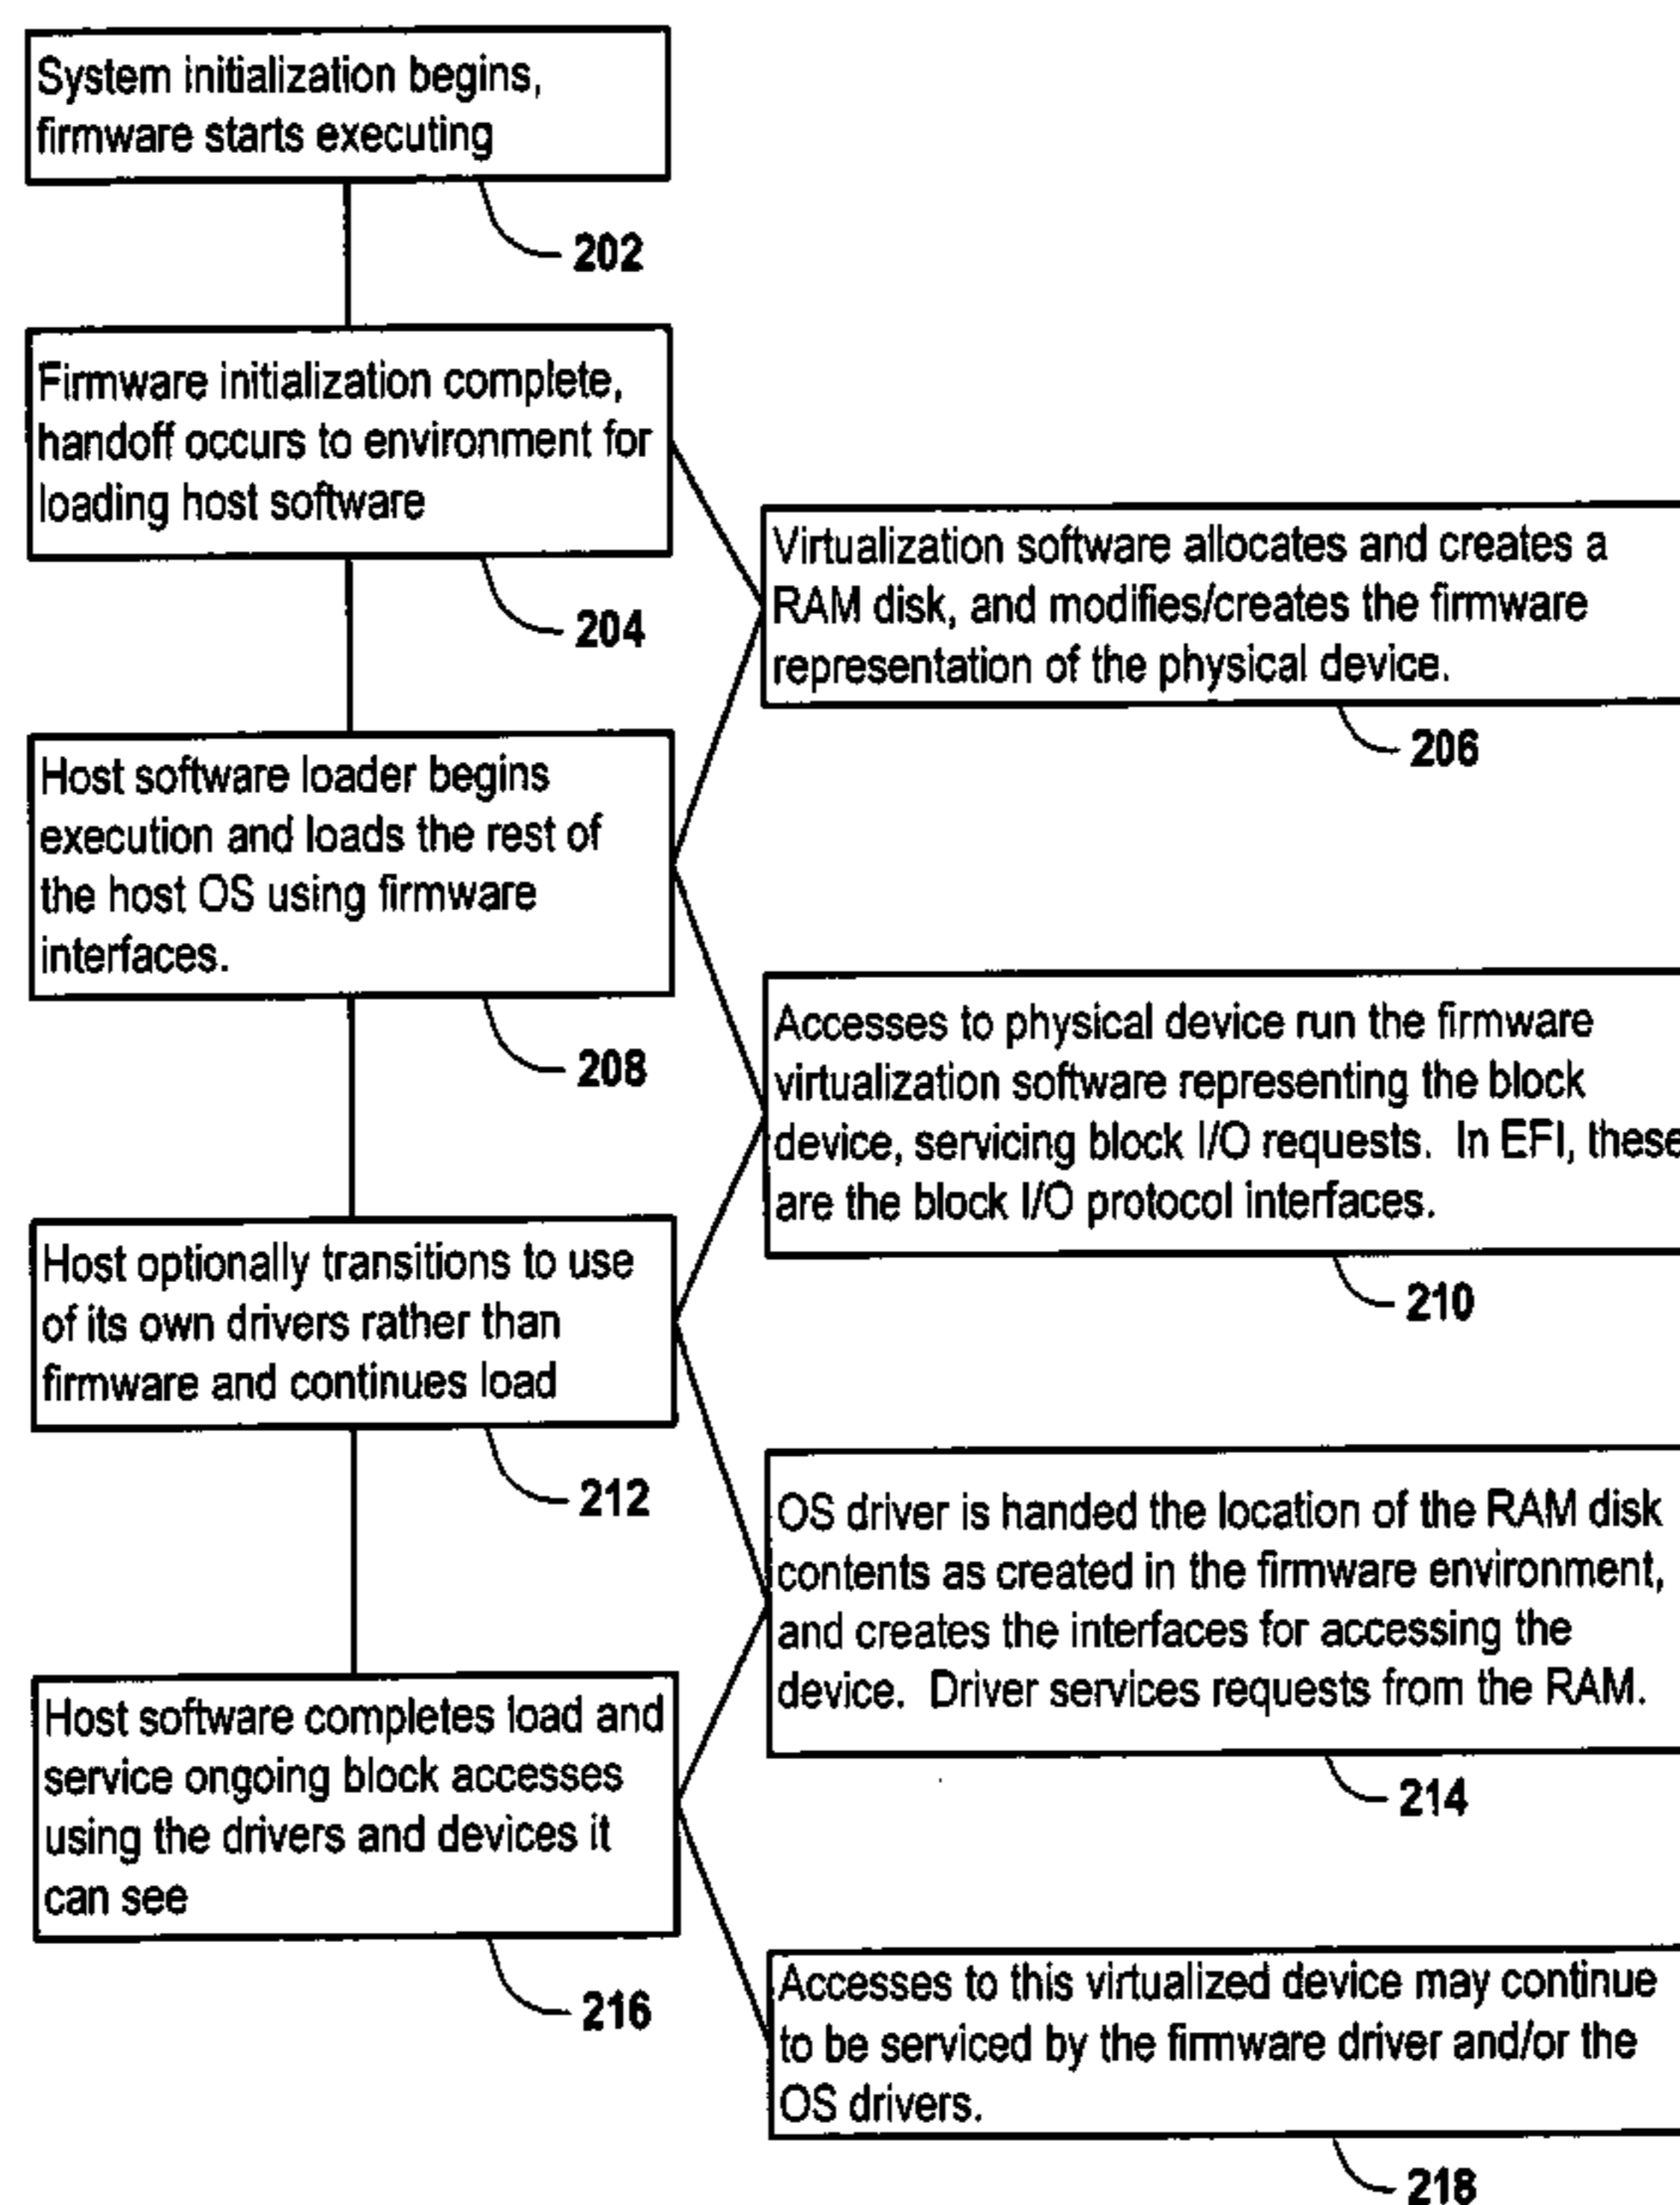 System initialization begins,
firmware starts executing
202
Firmware initialization complete,
handoff occurs to environment for
loading host software
204
Virtualization software allocates and creates a
RAM disk, and modifies/creates the firmware
representation of the physical device.
206
Host software loader begins
execution and loads the rest of
the host OS using firmware
interfaces.
208
Accesses to physical device run the firmware
virtualization software representing the block
device, servicing block I/O requests. In EFI, these
are the block I/O protocol interfaces.
210
Host optionally transitions to use
of its own drivers rather than
firmware and continues load
212
OS driver is handed the location of the RAM disk
contents as created in the firmware environment,
and creates the interfaces for accessing the
device. Driver services requests from the RAM.
214
Host software completes load and
service ongoing block accesses
using the drivers and devices it
can see
216
Accesses to this virtualized device may continue
to be serviced by the firmware driver and/or the
OS drivers.
218